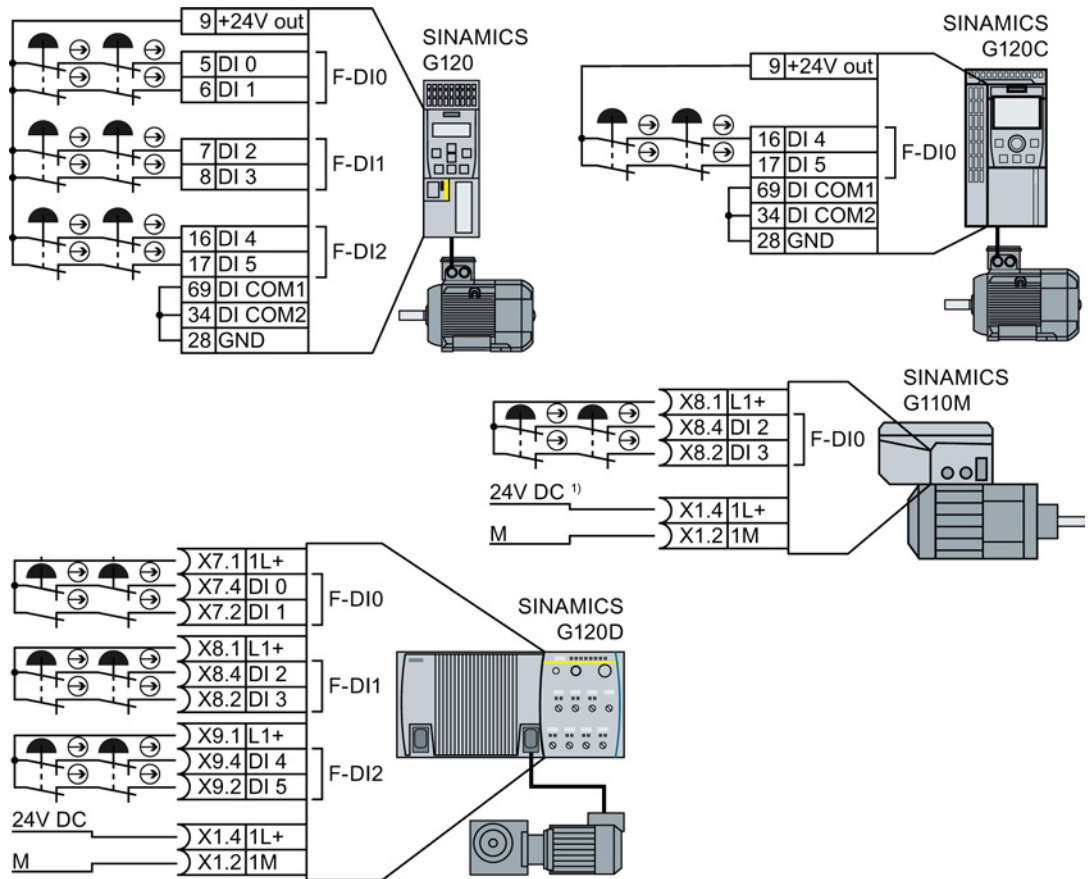 9 +24V out
5 DI 0
6 DI 1
F-DI0
7 DI 2
8 DI 3
F-DI1
16 DI 4
17 DI 5
F-DI2
69 DI COM1
34 DI COM2
28 GND
SINAMICS
G120
SINAMICS
G120C
9 +24V out
16 DI 4
17 DI 5
F-DI0
69 DI COM1
34 DI COM2
28 GND
SINAMICS
G110M
X8.1 L1+
X8.4 DI 2
X8.2 DI 3
F-DI0
24V DC 1)
X1.4 1L+
M
X1.2 1M
X7.1 1L+
X7.4 DI 0
X7.2 DI 1
F-DI0
X8.1 L1+
X8.4 DI 2
X8.2 DI 3
F-DI1
X9.1 L1+
X9.4 DI 4
X9.2 DI 5
F-DI2
24V DC
X1.4 1L+
M
X1.2 1M
SINAMICS
G120D